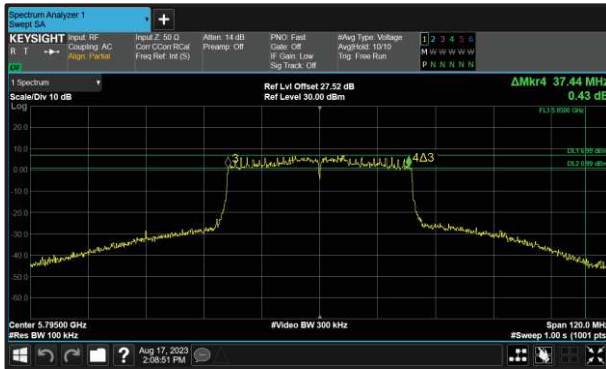 Spectrum Analyzer 1
Swept SA
KEYSIGHT
R T
Input: RF
Coupling: AC
Align: Partial
Input Z: 50 Ω
Corr CCorr RCal
Freq Ref: Int (S)
Atten: 14 dB
Preamp: Off
PNO: Fast
Gate: Off
IF Gain: Low
Sig Track: Off
#Avg Type: Voltage
Avg|Hold: 10/10
Trig: Free Run
1 2 3 4 5 6
M W W W W W
P N N N N N
1 Spectrum
Scale/Div 10 dB
Ref Lvl Offset 27.52 dB
Ref Level 30.00 dBm
ΔMkr4 37.44 MHz
0.43 dB
Log
20.0
10.0
0.00
-10.0
-20.0
-30.0
-40.0
-50.0
-60.0
3
4Δ3
Center 5.79500 GHz
#Res BW 100 kHz
#Video BW 300 kHz
Span 120.0 MHz
#Sweep 1.00 s (1001 pts)
?
Aug 17, 2023
2:08:51 PM